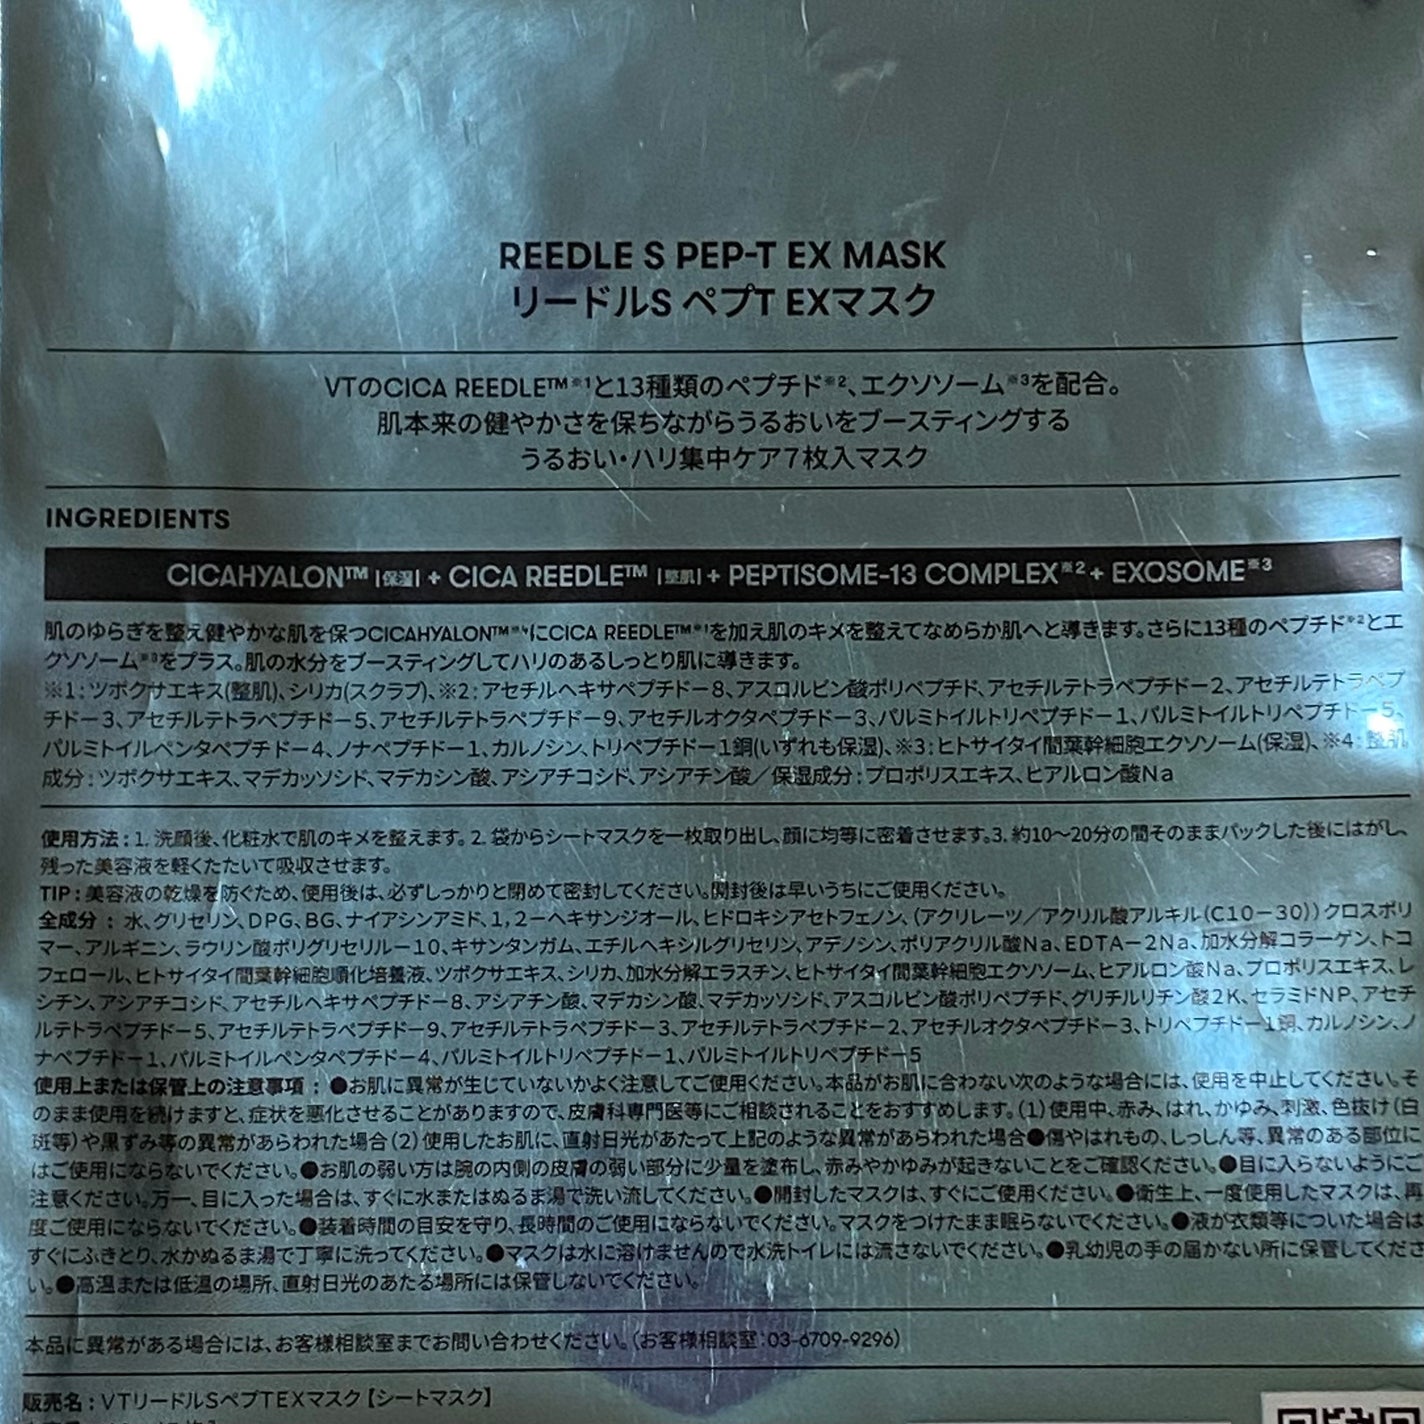 REEDLE S PEP-T EX MASK
リードルS ペプT EXマスク
VTのCICA REEDLE™※1と13種類のペプチド※2、エクソソーム※3を配合。
肌本来の健やかさを保ちながらうるおいをブースティングする
うるおい・ハリ集中ケア7枚入マスク
INGREDIENTS
CICAHYALON™ |保湿| + CICA REEDLE™ |整肌| + PEPTISOME-13 COMPLEX※2 + EXOSOME※3
肌のゆらぎを整え健やかな肌を保つCICAHYALON™※4にCICA REEDLE™※1を加え肌のキメを整えてなめらか肌へと導きます。さらに13種のペプチド※2とエ
クソソーム※3をプラス。肌の水分をブースティングしてハリのあるしっとり肌に導きます。
※1：ツボクサエキス(整肌)、シリカ(スクラブ)、※2：アセチルヘキサペプチドー8、アスコルビン酸ポリペプチド、アセチルテトラペプチドー2、アセチルテトラペプ
チドー3、アセチルテトラペプチドー5、アセチルテトラペプチドー9、アセチルオクタペプチドー3、パルミトイルトリペプチドー1、パルミトイルトリペプチドー5、
パルミトイルペンタペプチドー4、ノナペプチドー1、カルノシン、トリペプチドー1銅(いずれも保湿)、※3：ヒトサイタイ間葉幹細胞エクソソーム(保湿)、※4：整肌
成分：ツボクサエキス、マデカッソシド、マデカシン酸、アシアチコシド、アシアチン酸／保湿成分：プロポリスエキス、ヒアルロン酸Na
使用方法：1. 洗顔後、化粧水で肌のキメを整えます。2. 袋からシートマスクを一枚取り出し、顔に均等に密着させます。3. 約10～20分の間そのままパックした後にはがし、
残った美容液を軽くたたいて吸収させます。
TIP：美容液の乾燥を防ぐため、使用後は、必ずしっかりと閉めて密封してください。開封後は早いうちにご使用ください。
全成分：水、グリセリン、DPG、BG、ナイアシンアミド、1，2ーヘキサンジオール、ヒドロキシアセトフェノン、（アクリレーツ／アクリル酸アルキル（C10－30））クロスポリ
マー、アルギニン、ラウリン酸ポリグリセリルー10、キサンタンガム、エチルヘキシルグリセリン、アデノシン、ポリアクリル酸Na、EDTAー2Na、加水分解コラーゲン、トコ
フェロール、ヒトサイタイ間葉幹細胞順化培養液、ツボクサエキス、シリカ、加水分解エラスチン、ヒトサイタイ間葉幹細胞エクソソーム、ヒアルロン酸Na、プロポリスエキス、レ
シチン、アシアチコシド、アセチルヘキサペプチドー8、アシアチン酸、マデカシン酸、マデカッソシド、アスコルビン酸ポリペプチド、グリチルリチン酸2K、セラミドNP、アセチ
ルテトラペプチドー5、アセチルテトラペプチドー9、アセチルテトラペプチドー3、アセチルテトラペプチドー2、アセチルオクタペプチドー3、トリペプチドー1銅、カルノシン、ノ
ナペプチドー1、パルミトイルペンタペプチドー4、パルミトイルトリペプチドー1、パルミトイルトリペプチドー5
使用上または保管上の注意事項：●お肌に異常が生じていないかよく注意してご使用ください。本品がお肌に合わない次のような場合には、使用を中止してください。そ
のまま使用を続けますと、症状を悪化させることがありますので、皮膚科専門医等にご相談されることをおすすめします。（1）使用中、赤み、はれ、かゆみ、刺激、色抜け（白
斑等）や黒ずみ等の異常があらわれた場合（2）使用したお肌に、直射日光があたって上記のような異常があらわれた場合●傷やはれもの、しっしん等、異常のある部位に
はご使用にならないでください。●お肌の弱い方は腕の内側の皮膚の弱い部分に少量を塗布し、赤みやかゆみが起きないことをご確認ください。●目に入らないようにご
注意ください。万一、目に入った場合は、すぐに水またはぬるま湯で洗い流してください。●開封したマスクは、すぐにご使用ください。●衛生上、一度使用したマスクは、再
度ご使用にならないでください。●装着時間の目安を守り、長時間のご使用にならないでください。マスクをつけたまま眠らないでください。●液が衣類等についた場合は
すぐにふきとり、水かぬるま湯で丁寧に洗ってください。●マスクは水に溶けませんので水洗トイレには流さないでください。●乳幼児の手の届かない所に保管してくださ
い。●高温または低温の場所、直射日光のあたる場所には保管しないでください。
本品に異常がある場合には、お客様相談室までお問い合わせください。（お客様相談室：03-6709-9296）
販売名：VTリードルSペプTEXマスク【シートマスク】